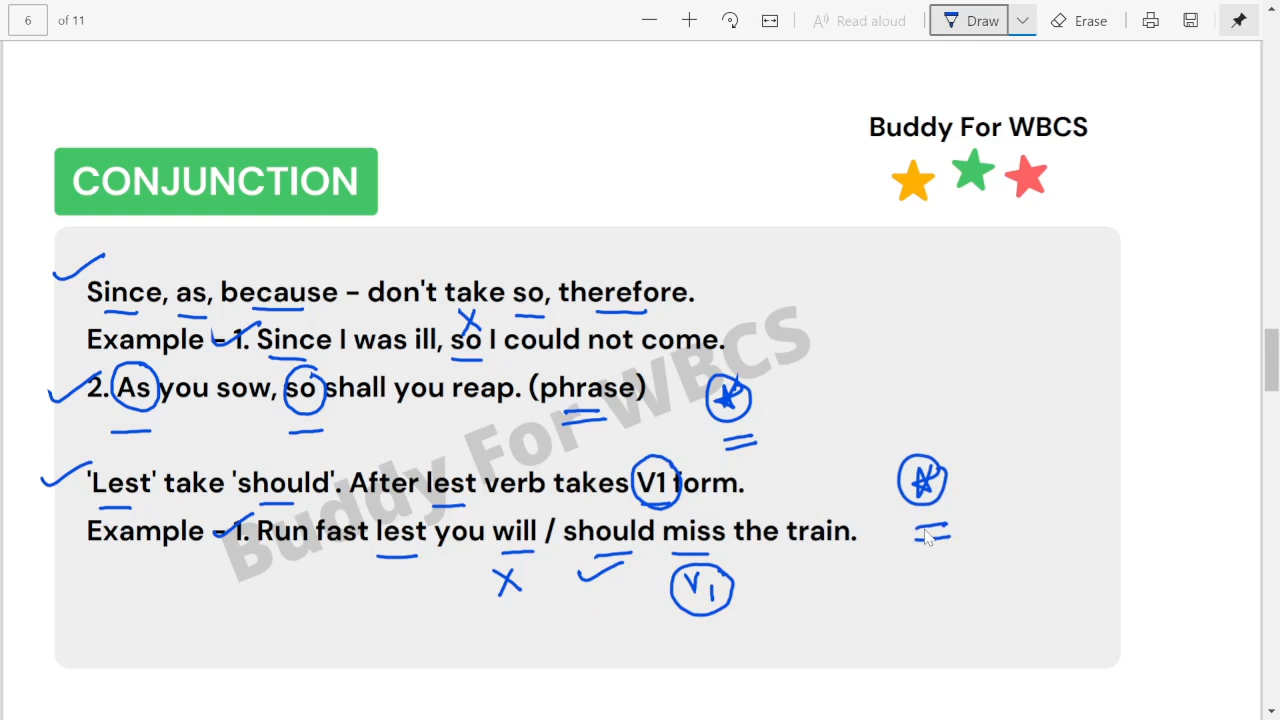 6 of 11 Read aloud Draw Erase
Buddy For WBCS
CONJUNCTION
Since, as, because – don't take so, therefore.
x
Example – 1. Since I was ill, so I could not come.
2. As you sow, so shall you reap. (phrase)
'Lest' take 'should'. After lest verb takes V1 form.
Example – 1. Run fast lest you will / should miss the train.
x V1
Buddy For WBCS